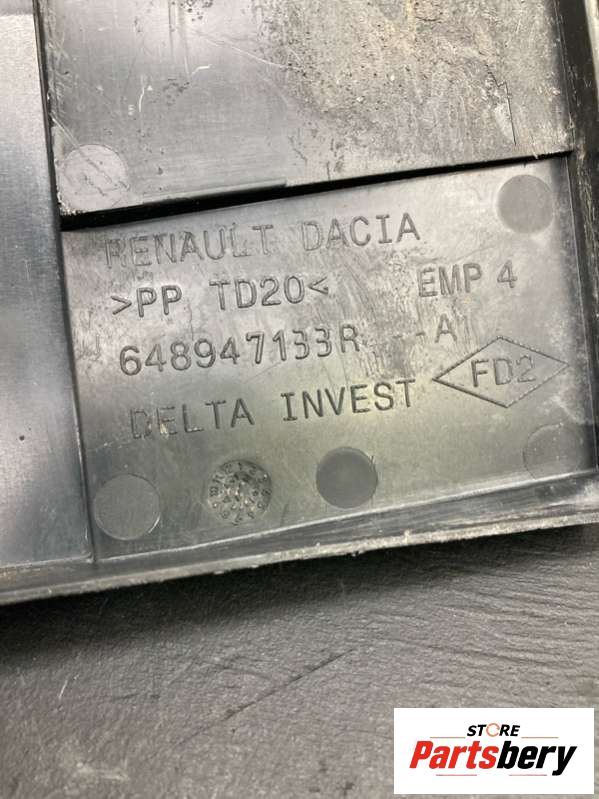 RENAULT DACIA
>PP TD20< EMP 4
648947133R --A
FD2
DELTA INVEST
STORE
Partsbery